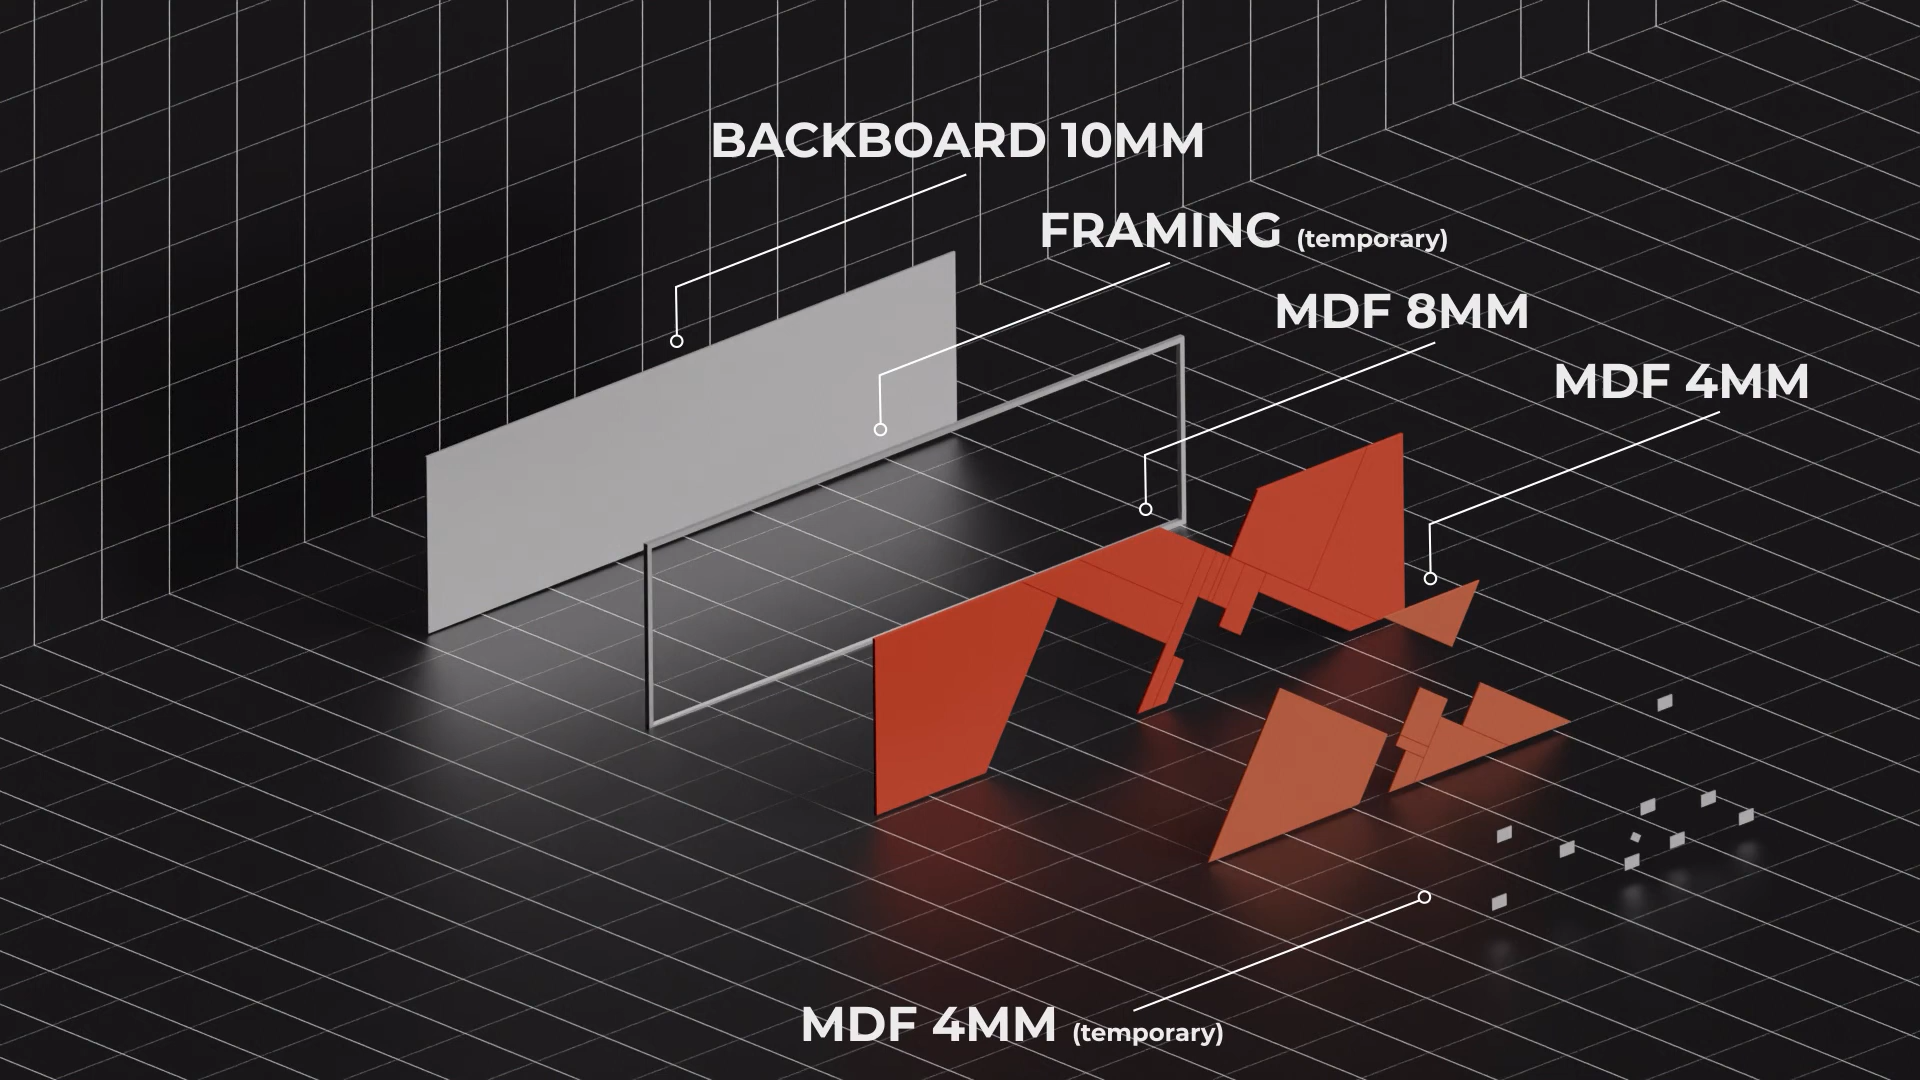 BACKBOARD 10MM
FRAMING (temporary)
MDF 8MM
MDF 4MM
MDF 4MM (temporary)